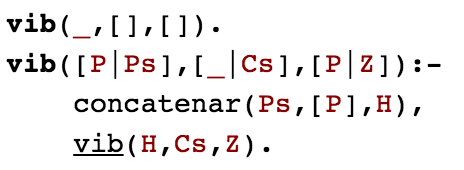 vib(_,[],[]).
vib([P|Ps],[_|Cs],[P|Z]):-
concatenar(Ps,[P],H),
vib(H,Cs,Z).